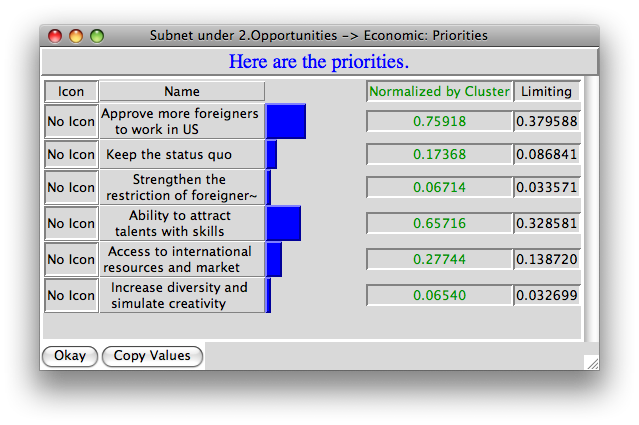 Subnet under 2.Opportunities -> Economic: Priorities
Here are the priorities.
Icon Name Normalized by Cluster Limiting
No Icon Approve more foreigners to work in US 0.75918 0.379588
No Icon Keep the status quo 0.17368 0.086841
No Icon Strengthen the restriction of foreigner~ 0.06714 0.033571
No Icon Ability to attract talents with skills 0.65716 0.328581
No Icon Access to international resources and market 0.27744 0.138720
No Icon Increase diversity and simulate creativity 0.06540 0.032699
Okay Copy Values